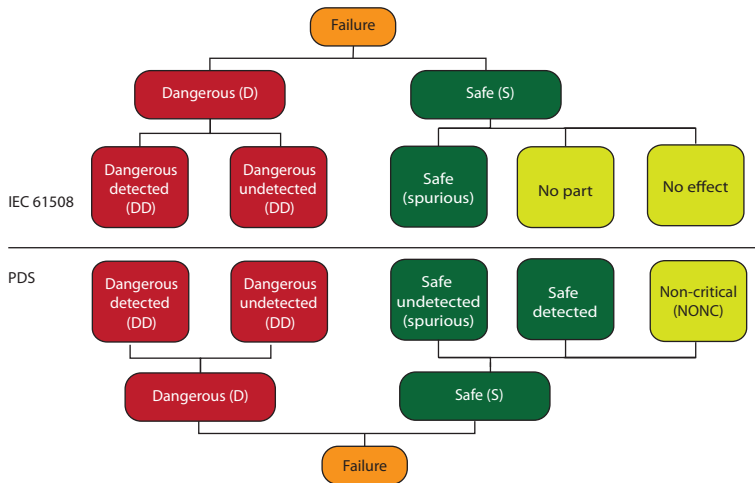 Failure
Dangerous (D)
Safe (S)
IEC 61508
Dangerous
detected
(DD)
Dangerous
undetected
(DD)
Safe
(spurious)
No part
No effect
PDS
Dangerous
detected
(DD)
Dangerous
undetected
(DD)
Safe
undetected
(spurious)
Safe
detected
Non-critical
(NONC)
Dangerous (D)
Safe (S)
Failure